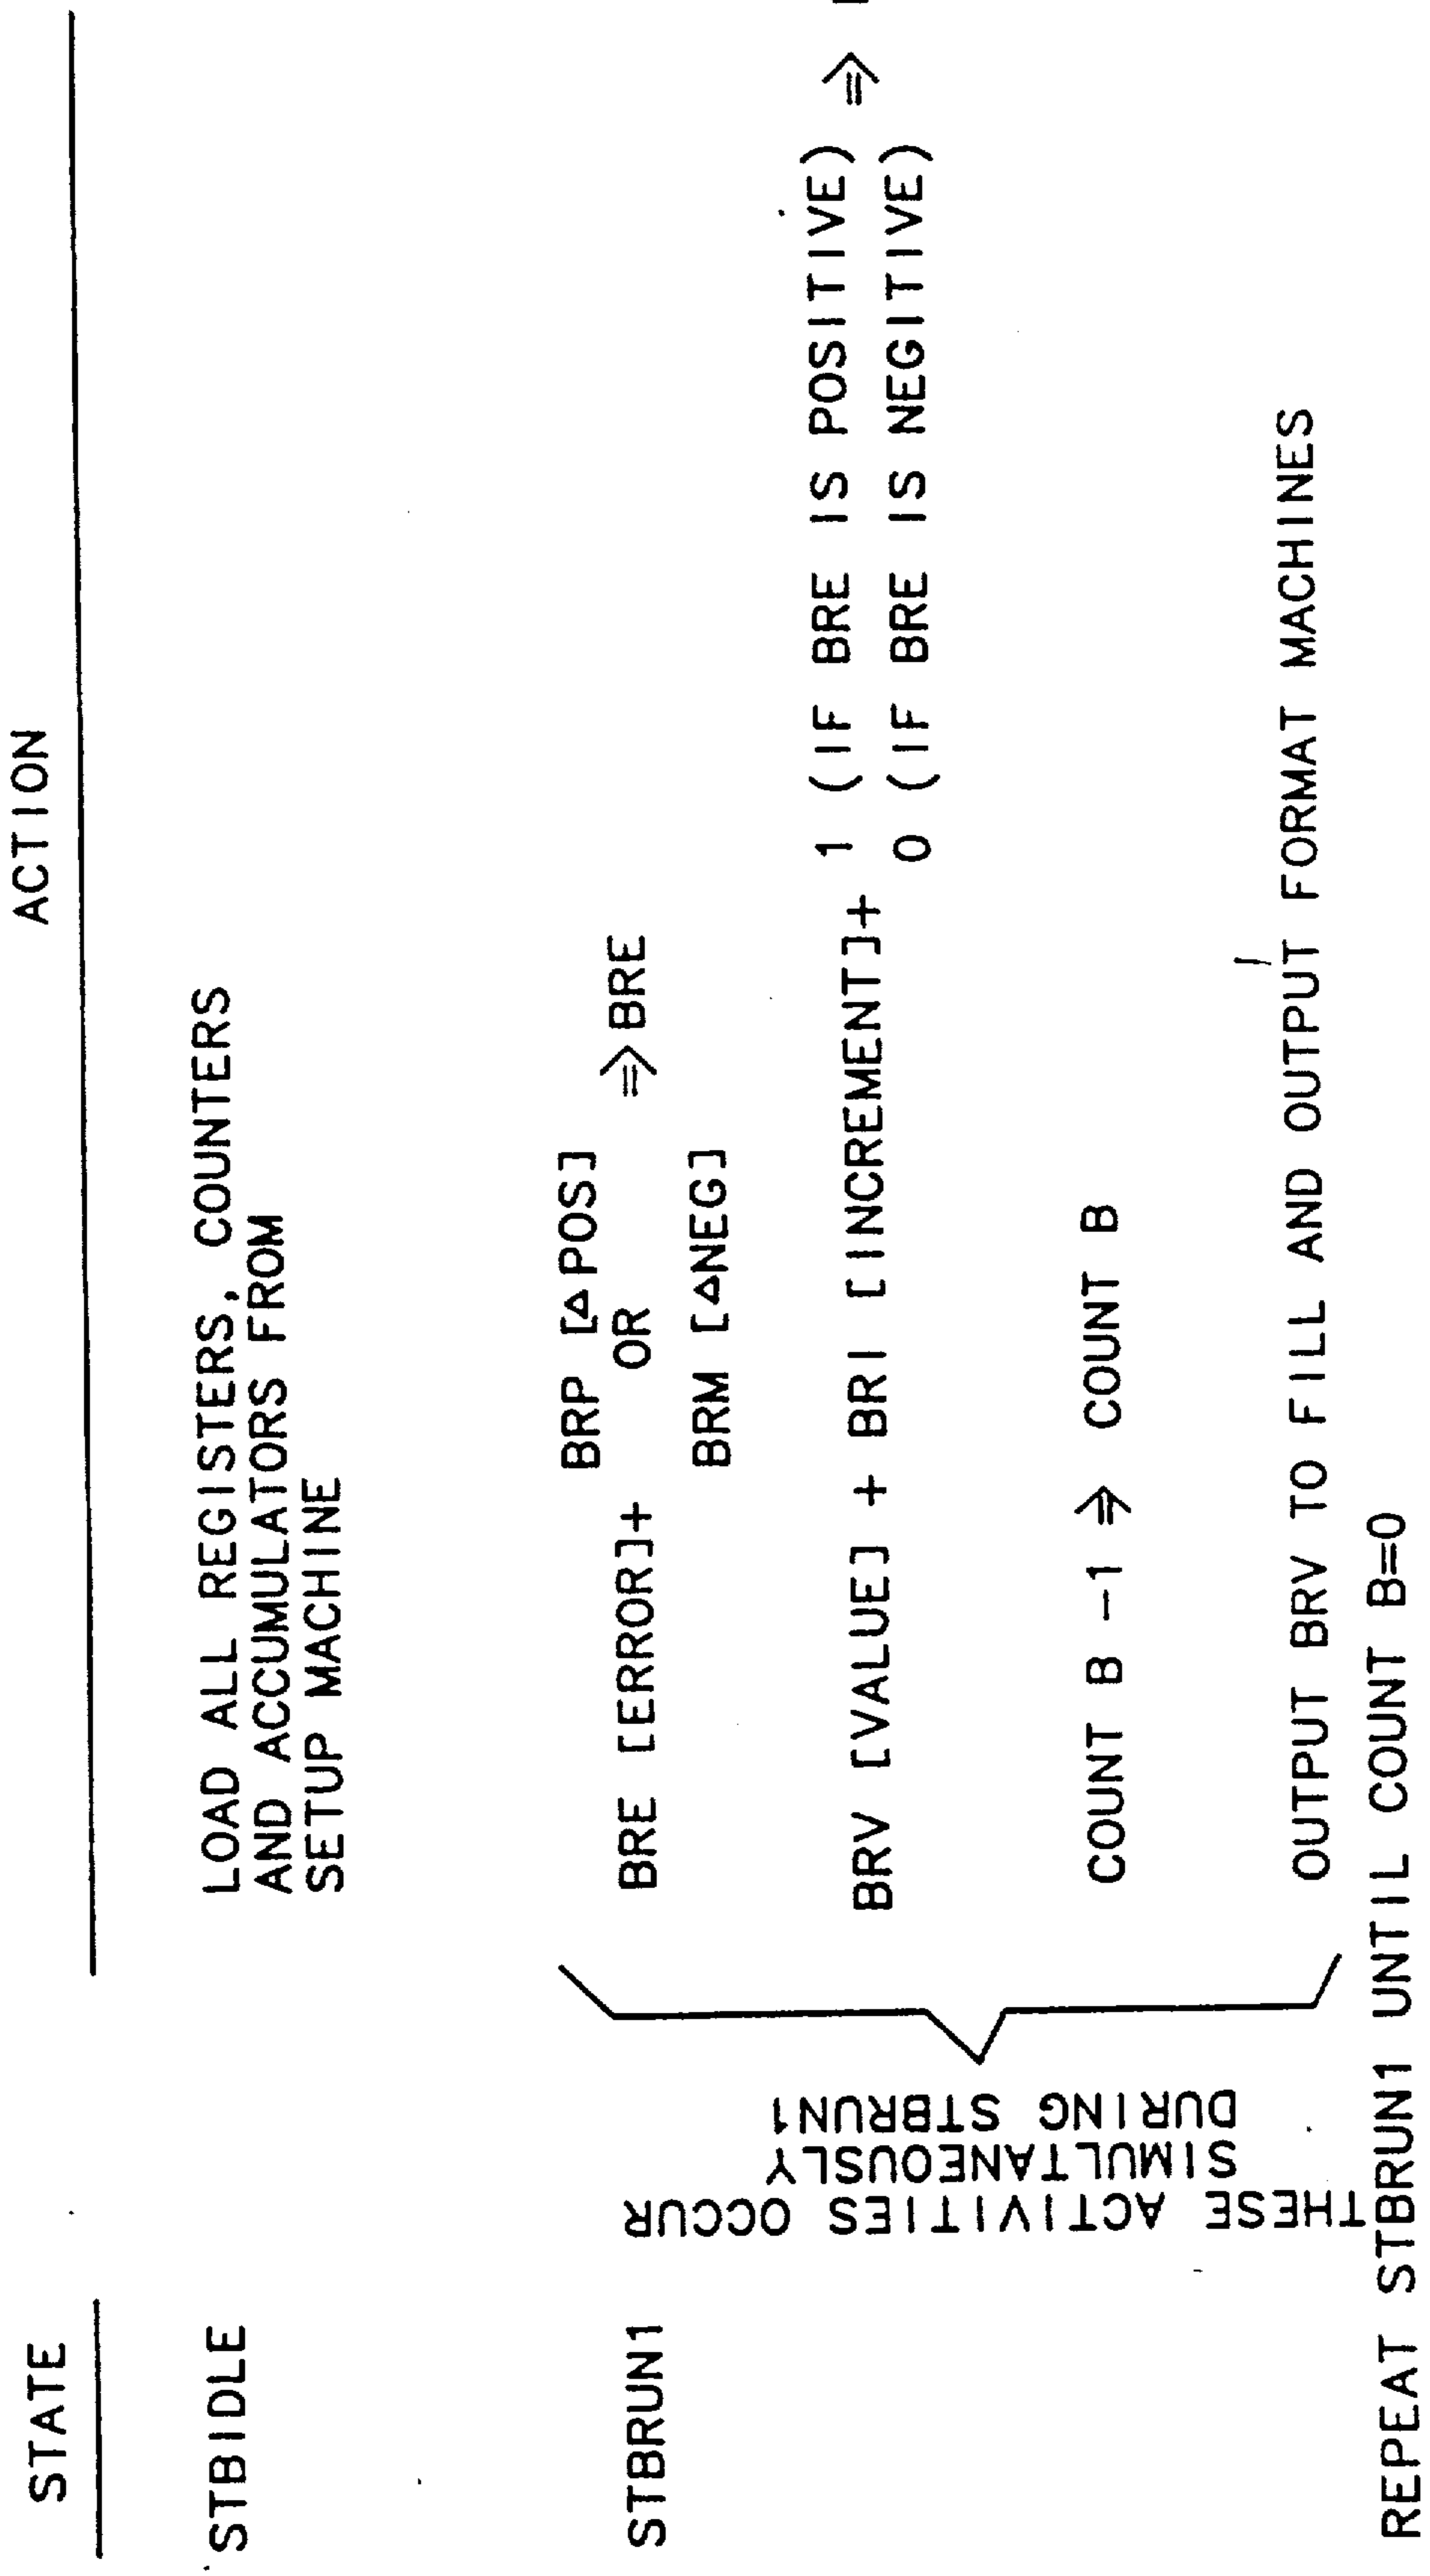 STATE
ACTION
STBIDLE
LOAD ALL REGISTERS, COUNTERS
AND ACCUMULATORS FROM
SETUP MACHINE
STBRUN1
THESE ACTIVITIES OCCUR
SIMULTANEOUSLY
DURING STBRUN1
BRP [△POS]
BRE [ERROR]+ OR ⇒ BRE
BRM [△NEG]
BRV [VALUE] + BRI [INCREMENT]+ 1 (IF BRE IS POSITIVE) ⇒
0 (IF BRE IS NEGITIVE)
COUNT B −1 ⇒ COUNT B
OUTPUT BRV TO FILL AND OUTPUT FORMAT MACHINES
REPEAT STBRUN1 UNTIL COUNT B=0